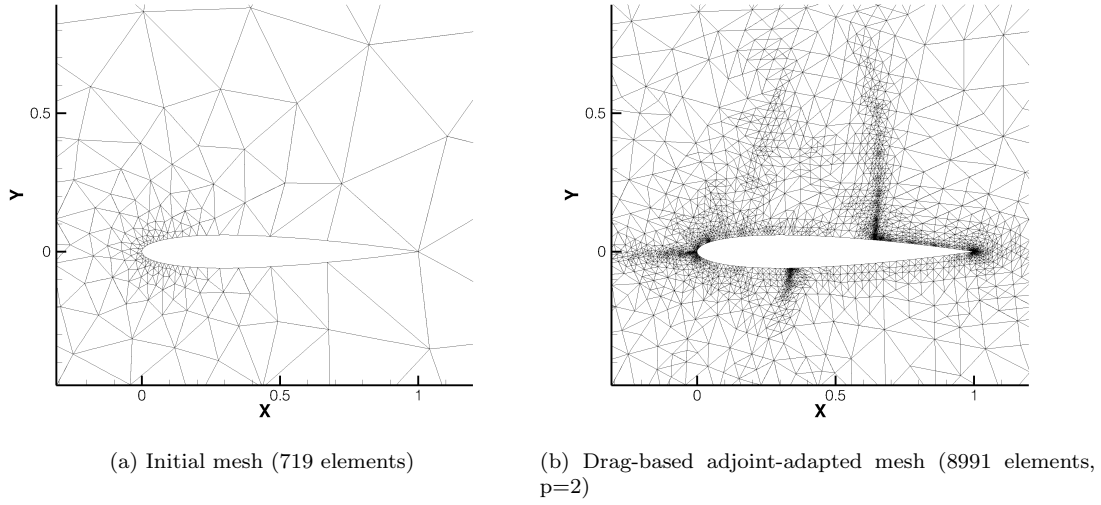 Y
0.5
0
0
0.5
1
X
Y
0.5
0
0
0.5
1
X
(a) Initial mesh (719 elements)
(b) Drag-based adjoint-adapted mesh (8991 elements,
p=2)